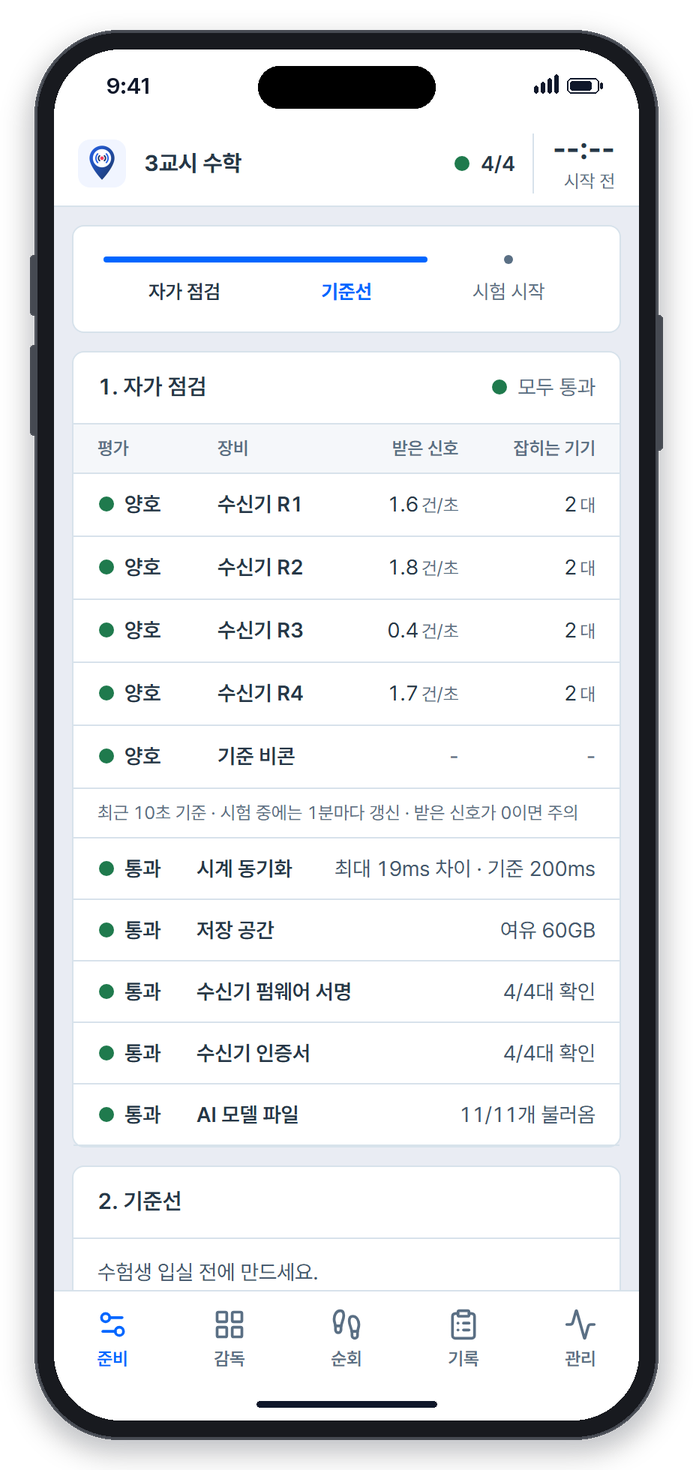 9:41
3교시 수학
4/4
--:--
시작 전
자가 점검 기준선 시험 시작
1. 자가 점검 모두 통과
평가 장비 받은 신호 잡히는 기기
양호 수신기 R1 1.6 건/초 2 대
양호 수신기 R2 1.8 건/초 2 대
양호 수신기 R3 0.4 건/초 2 대
양호 수신기 R4 1.7 건/초 2 대
양호 기준 비콘 - -
최근 10초 기준 · 시험 중에는 1분마다 갱신 · 받은 신호가 0이면 주의
통과 시계 동기화 최대 19ms 차이 · 기준 200ms
통과 저장 공간 여유 60GB
통과 수신기 펌웨어 서명 4/4대 확인
통과 수신기 인증서 4/4대 확인
통과 AI 모델 파일 11/11개 불러옴
2. 기준선
수험생 입실 전에 만드세요.
준비 감독 순회 기록 관리